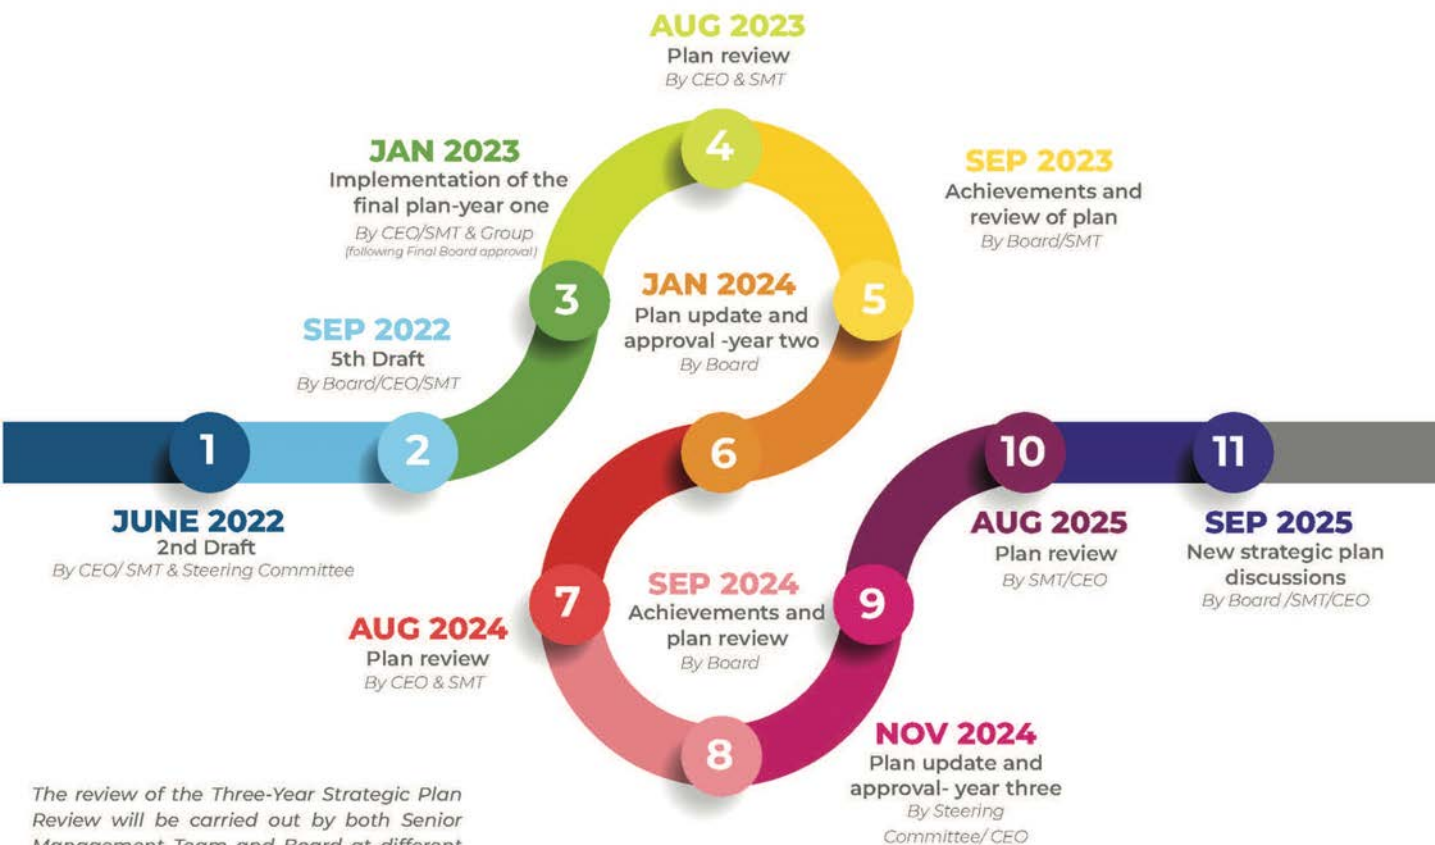 AUG 2023
Plan review
By CEO & SMT
JAN 2023
Implementation of the
final plan-year one
By CEO/SMT & Group
(following Final Board approval)
SEP 2023
Achievements and
review of plan
By Board/SMT
4
3
5
JAN 2024
Plan update and
approval -year two
By Board
SEP 2022
5th Draft
By Board/CEO/SMT
1
2
6
10
11
JUNE 2022
2nd Draft
By CEO/ SMT & Steering Committee
AUG 2025
Plan review
By SMT/CEO
SEP 2025
New strategic plan
discussions
By Board /SMT/CEO
7
9
SEP 2024
Achievements and
plan review
By Board
AUG 2024
Plan review
By CEO & SMT
8
NOV 2024
Plan update and
approval- year three
By Steering
Committee/ CEO
The review of the Three-Year Strategic Plan
Review will be carried out by both Senior
Management Team and Board at different